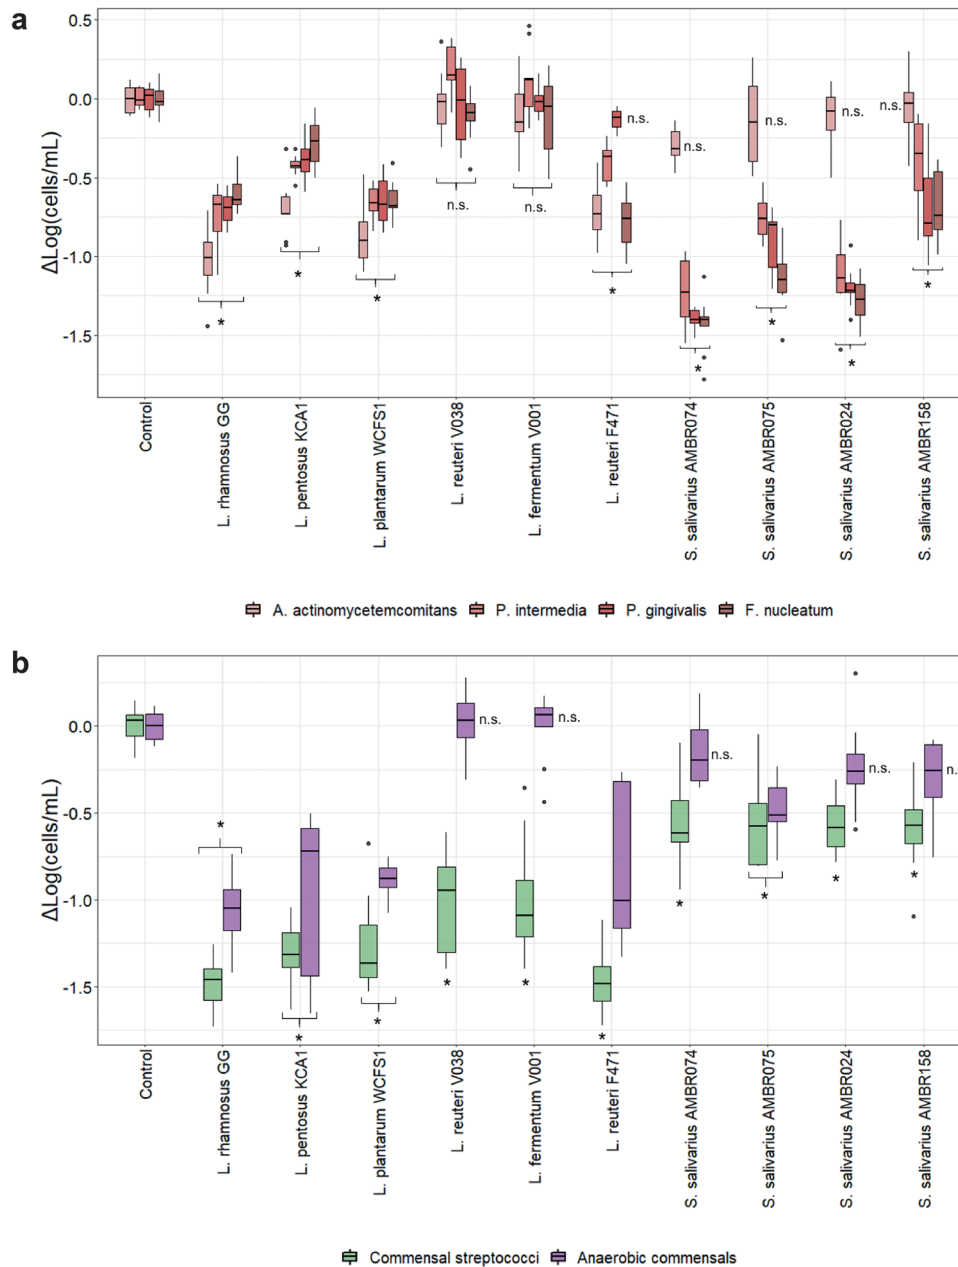 a
ΔLog(cells/mL)
0.5
0.0
-0.5
-1.0
-1.5
n.s.
n.s.
n.s.
n.s.
n.s.
n.s.
n.s.
*
*
*
*
*
*
*
*
Control
L. rhamnosus GG
L. pentosus KCA1
L. plantarum WCFS1
L. reuteri V038
L. fermentum V001
L. reuteri F471
S. salivarius AMBR074
S. salivarius AMBR075
S. salivarius AMBR024
S. salivarius AMBR158
A. actinomycetemcomitans P. intermedia P. gingivalis F. nucleatum
b
ΔLog(cells/mL)
0.0
-0.5
-1.0
-1.5
n.s.
n.s.
n.s.
n.s.
n.
*
*
*
*
*
*
*
*
*
*
Control
L. rhamnosus GG
L. pentosus KCA1
L. plantarum WCFS1
L. reuteri V038
L. fermentum V001
L. reuteri F471
S. salivarius AMBR074
S. salivarius AMBR075
S. salivarius AMBR024
S. salivarius AMBR158
Commensal streptococci Anaerobic commensals